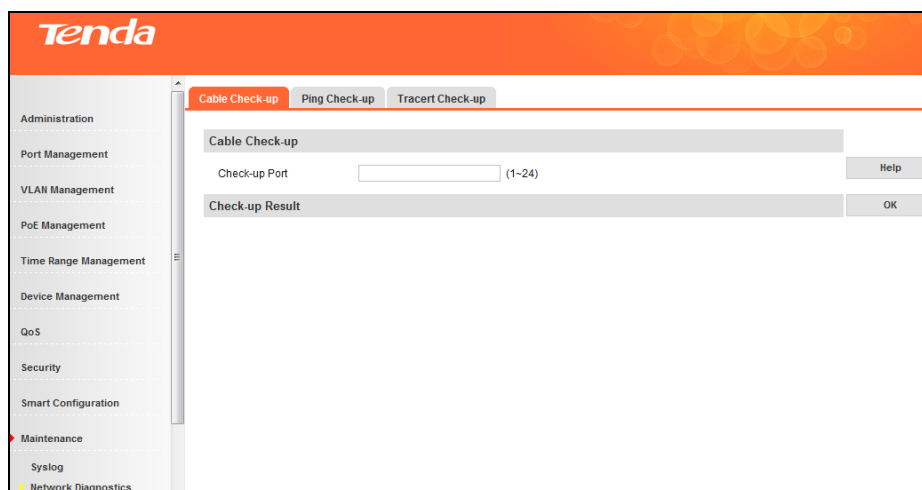 Tenda
Administration
Port Management
VLAN Management
PoE Management
Time Range Management
Device Management
QoS
Security
Smart Configuration
Maintenance
Syslog
Network Diagnostics
Cable Check-up
Ping Check-up
Tracert Check-up
Cable Check-up
Check-up Port
(1~24)
Check-up Result
Help
OK